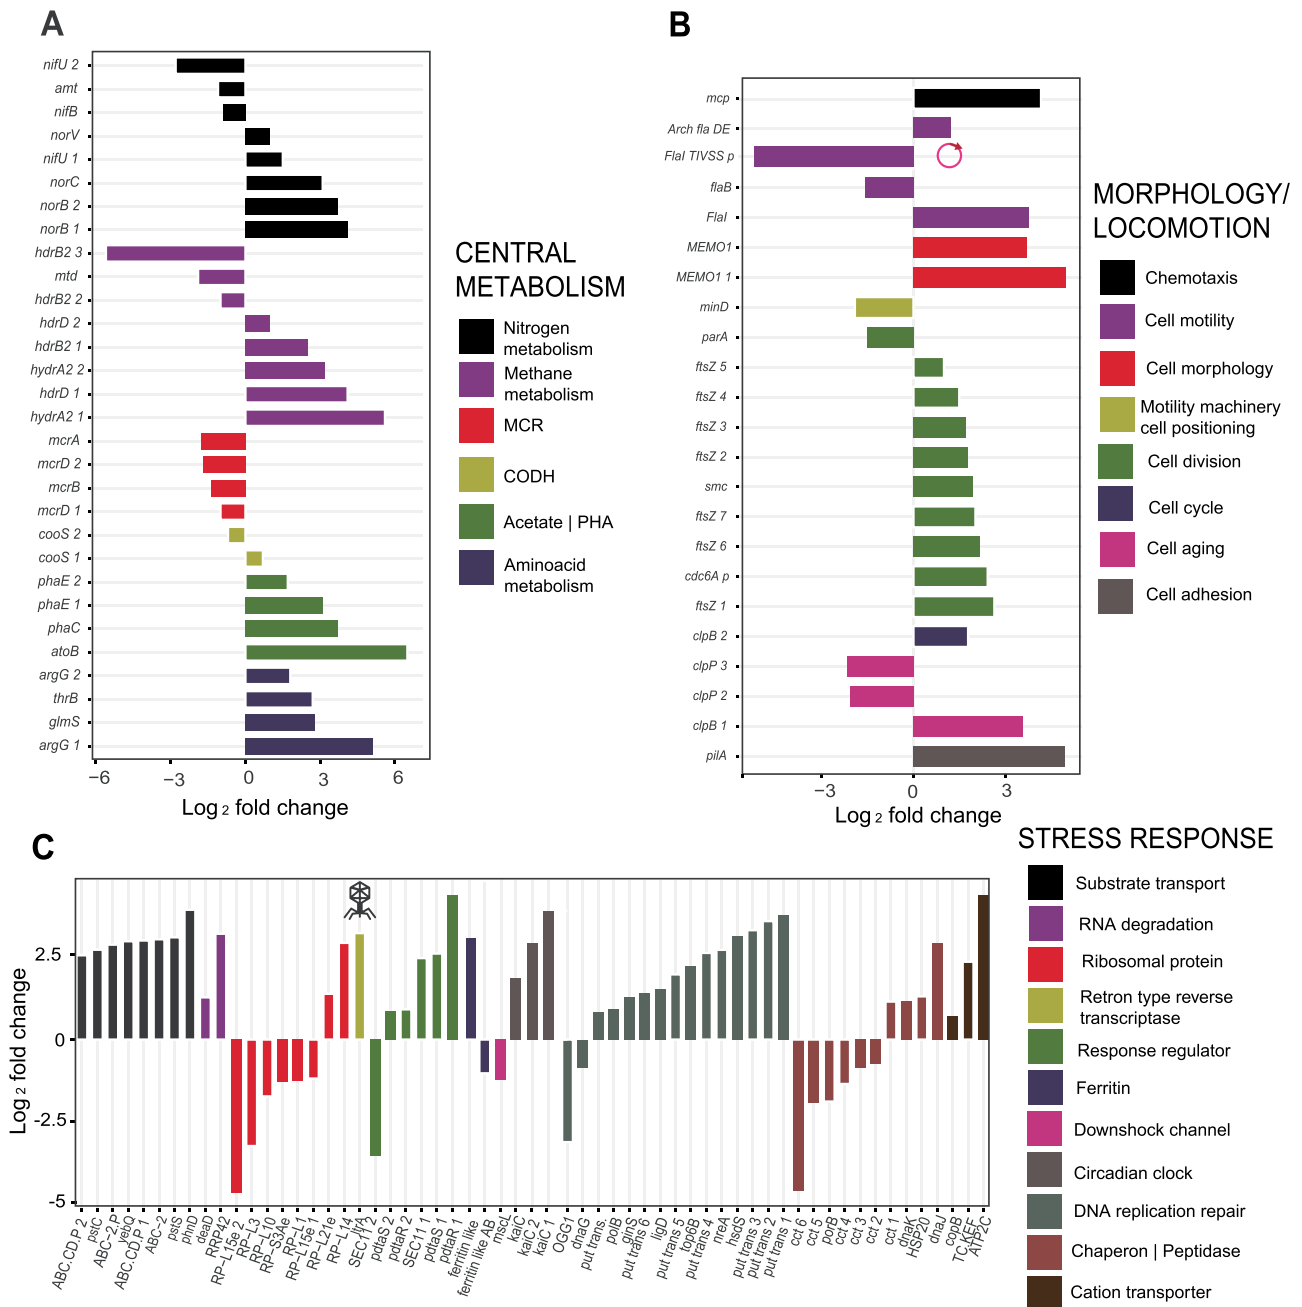 A
nifU 2
amt
nifB
norV
nifU 1
norC
norB 2
norB 1
hdrB2 3
mtd
hdrB2 2
hdrD 2
hdrB2 1
hydrA2 2
hdrD 1
hydrA2 1
mcrA
mcrD 2
mcrB
mcrD 1
cooS 2
cooS 1
phaE 2
phaE 1
phaC
atoB
argG 2
thrB
glmS
argG 1
−6 −3 0 3 6
Log 2 fold change
CENTRAL
METABOLISM
Nitrogen
metabolism
Methane
metabolism
MCR
CODH
Acetate | PHA
Aminoacid
metabolism
B
mcp
Arch fla DE
FlaI TIVSS p
flaB
FlaI
MEMO1
MEMO1 1
minD
parA
ftsZ 5
ftsZ 4
ftsZ 3
ftsZ 2
smc
ftsZ 7
ftsZ 6
cdc6A p
ftsZ 1
clpB 2
clpP 3
clpP 2
clpB 1
pilA
−3 0 3
Log 2 fold change
MORPHOLOGY/
LOCOMOTION
Chemotaxis
Cell motility
Cell morphology
Motility machinery
cell positioning
Cell division
Cell cycle
Cell aging
Cell adhesion
C
Log 2 fold change
2.5
0
-2.5
-5
ABC.CD.P 2
pstC
ABC-2.P
yebQ
ABC.CD.P 1
ABC-2
pstS
phnD
deaD
RRP42
RP-L15e 2
RP-L3
RP-L10
RP-S3Ae
RP-L1
RP-L15e 1
RP-L21e
RP-L14
ltrA
SEC11 2
pdtaS 2
pdtaR 2
SEC11 1
pdtaS 1
pdtaR 1
ferritin like
ferritin like AB
mscL
kaiC
kaiC 2
kaiC 1
OGG1
dnaG
put trans
polB
ginS
put trans 6
ligD
put trans 5
top6B
put trans 4
nreA
hsdS
put trans 3
put trans 2
put trans 1
cct 6
cct 5
porB
cct 4
cct 3
cct 2
cct 1
dnaK
HSP20
dnaJ
copB
TC.KEF
ATP2C
STRESS RESPONSE
Substrate transport
RNA degradation
Ribosomal protein
Retron type reverse
transcriptase
Response regulator
Ferritin
Downshock channel
Circadian clock
DNA replication repair
Chaperon | Peptidase
Cation transporter